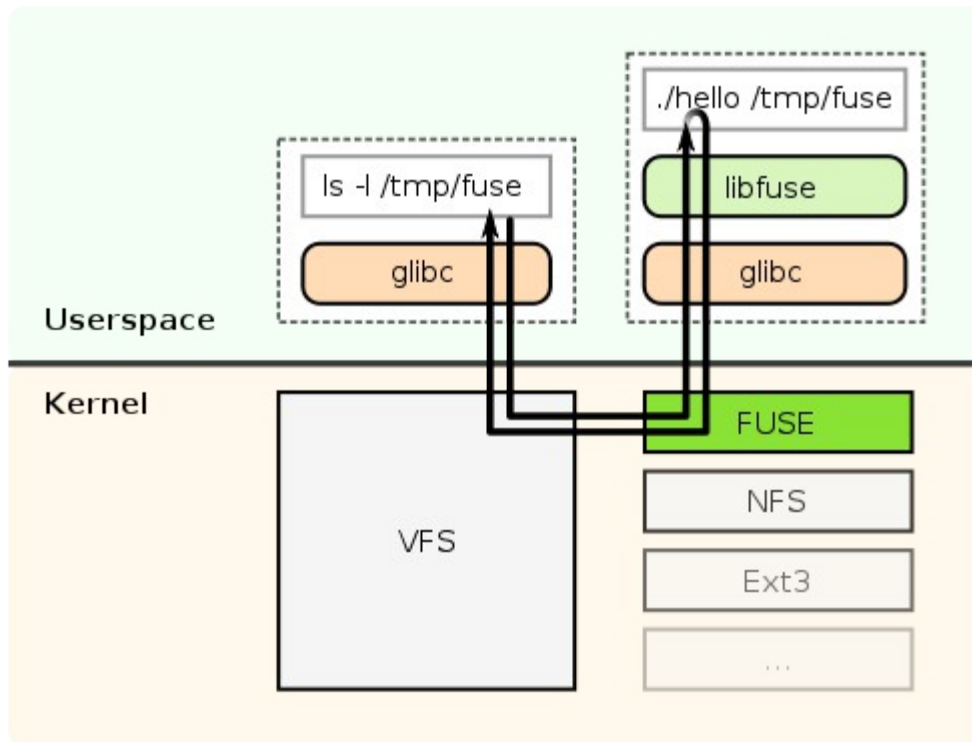 ./hello /tmp/fuse
ls -l /tmp/fuse
libfuse
glibc
glibc
Userspace
Kernel
FUSE
NFS
VFS
Ext3
...